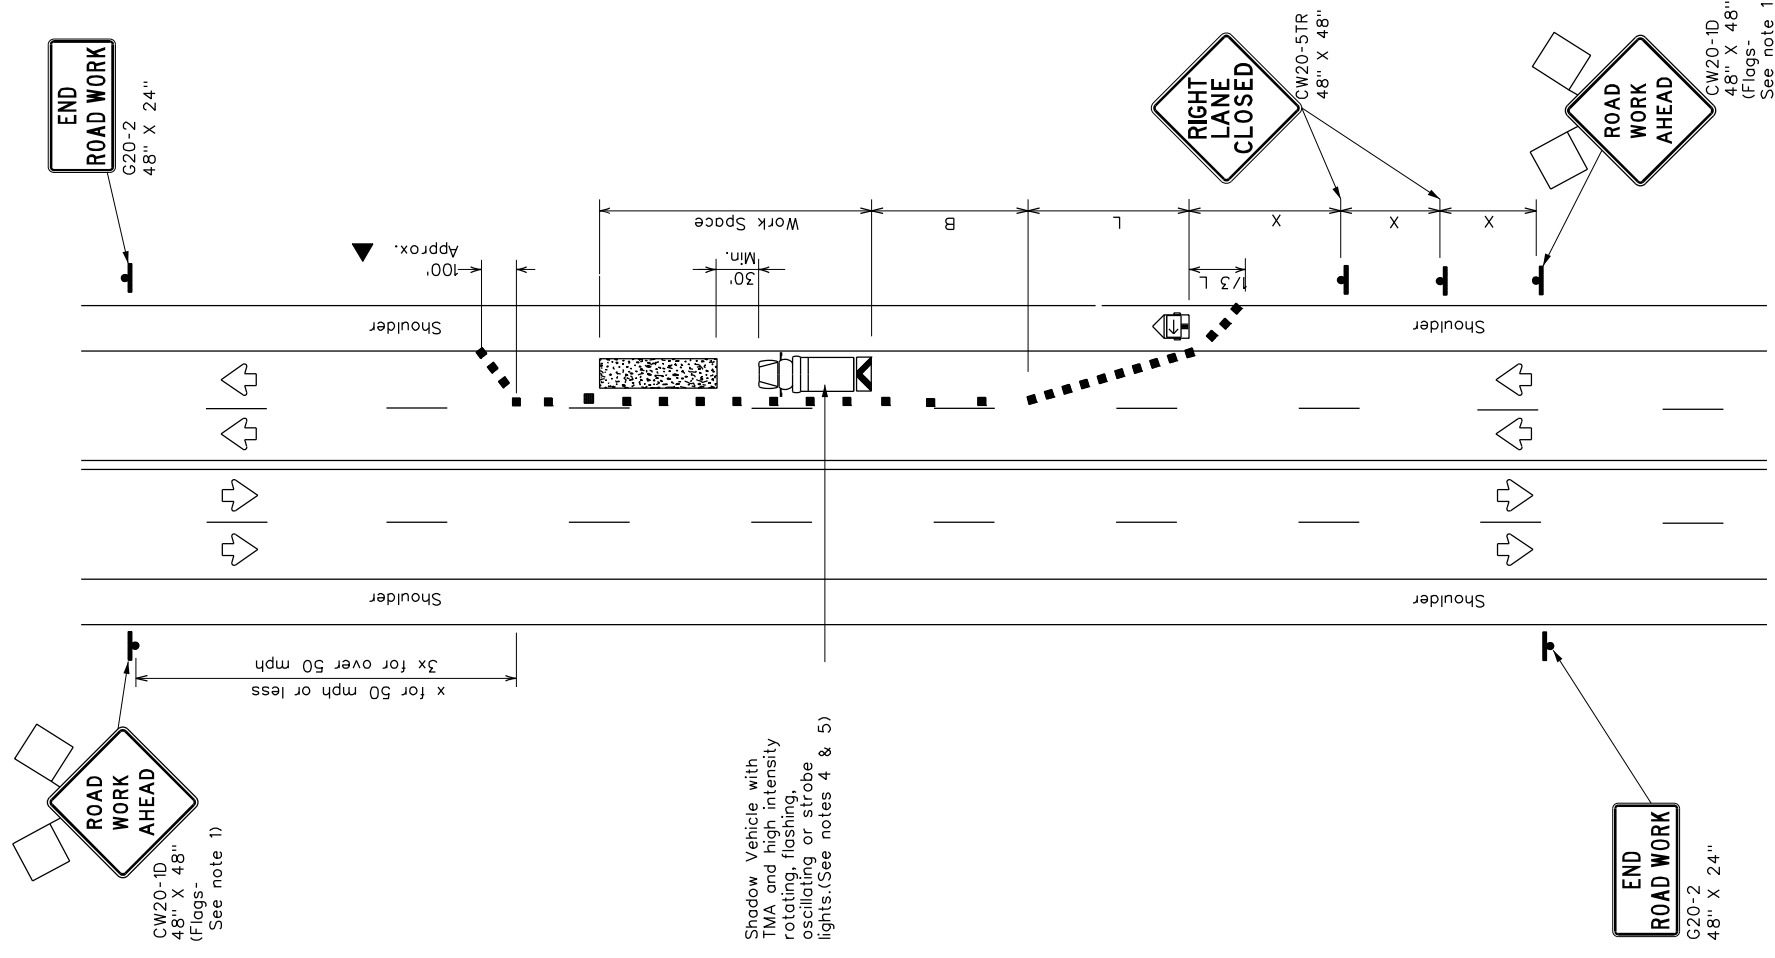 END
ROAD WORK
G20-2
48" X 24"
RIGHT
LANE
CLOSED
CW20-5TR
48" X 48"
ROAD
WORK
AHEAD
CW20-1D
48" X 48"
(Flags-
See note 1
Work Space
B
L
X
X
X
100'
Approx.
30'
Min.
1/3 L
Shoulder
Shoulder
Shoulder
Shoulder
x for 50 mph or less
3x for over 50 mph
ROAD
WORK
AHEAD
CW20-1D
48" X 48"
(Flags-
See note 1)
Shadow Vehicle with
TMA and high intensity
rotating, flashing,
oscillating or strobe
lights.(See notes 4 & 5)
END
ROAD WORK
G20-2
48" X 24"